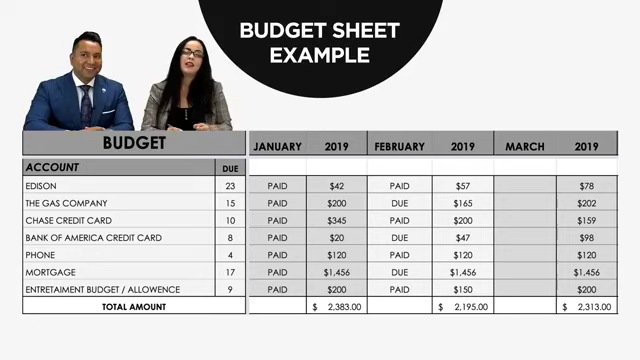 BUDGET SHEET
EXAMPLE
BUDGET JANUARY 2019 FEBRUARY 2019 MARCH 2019
ACCOUNT DUE
EDISON 23 PAID $42 PAID $57 $78
THE GAS COMPANY 15 PAID $200 DUE $165 $202
CHASE CREDIT CARD 10 PAID $345 PAID $200 $159
BANK OF AMERICA CREDIT CARD 8 PAID $20 DUE $47 $98
PHONE 4 PAID $120 PAID $120 $120
MORTGAGE 17 PAID $1,456 DUE $1,456 $1,456
ENTRETAIMENT BUDGET / ALLOWENCE 9 PAID $200 PAID $150 $200
TOTAL AMOUNT $ 2,383.00 $ 2,195.00 $ 2,313.00